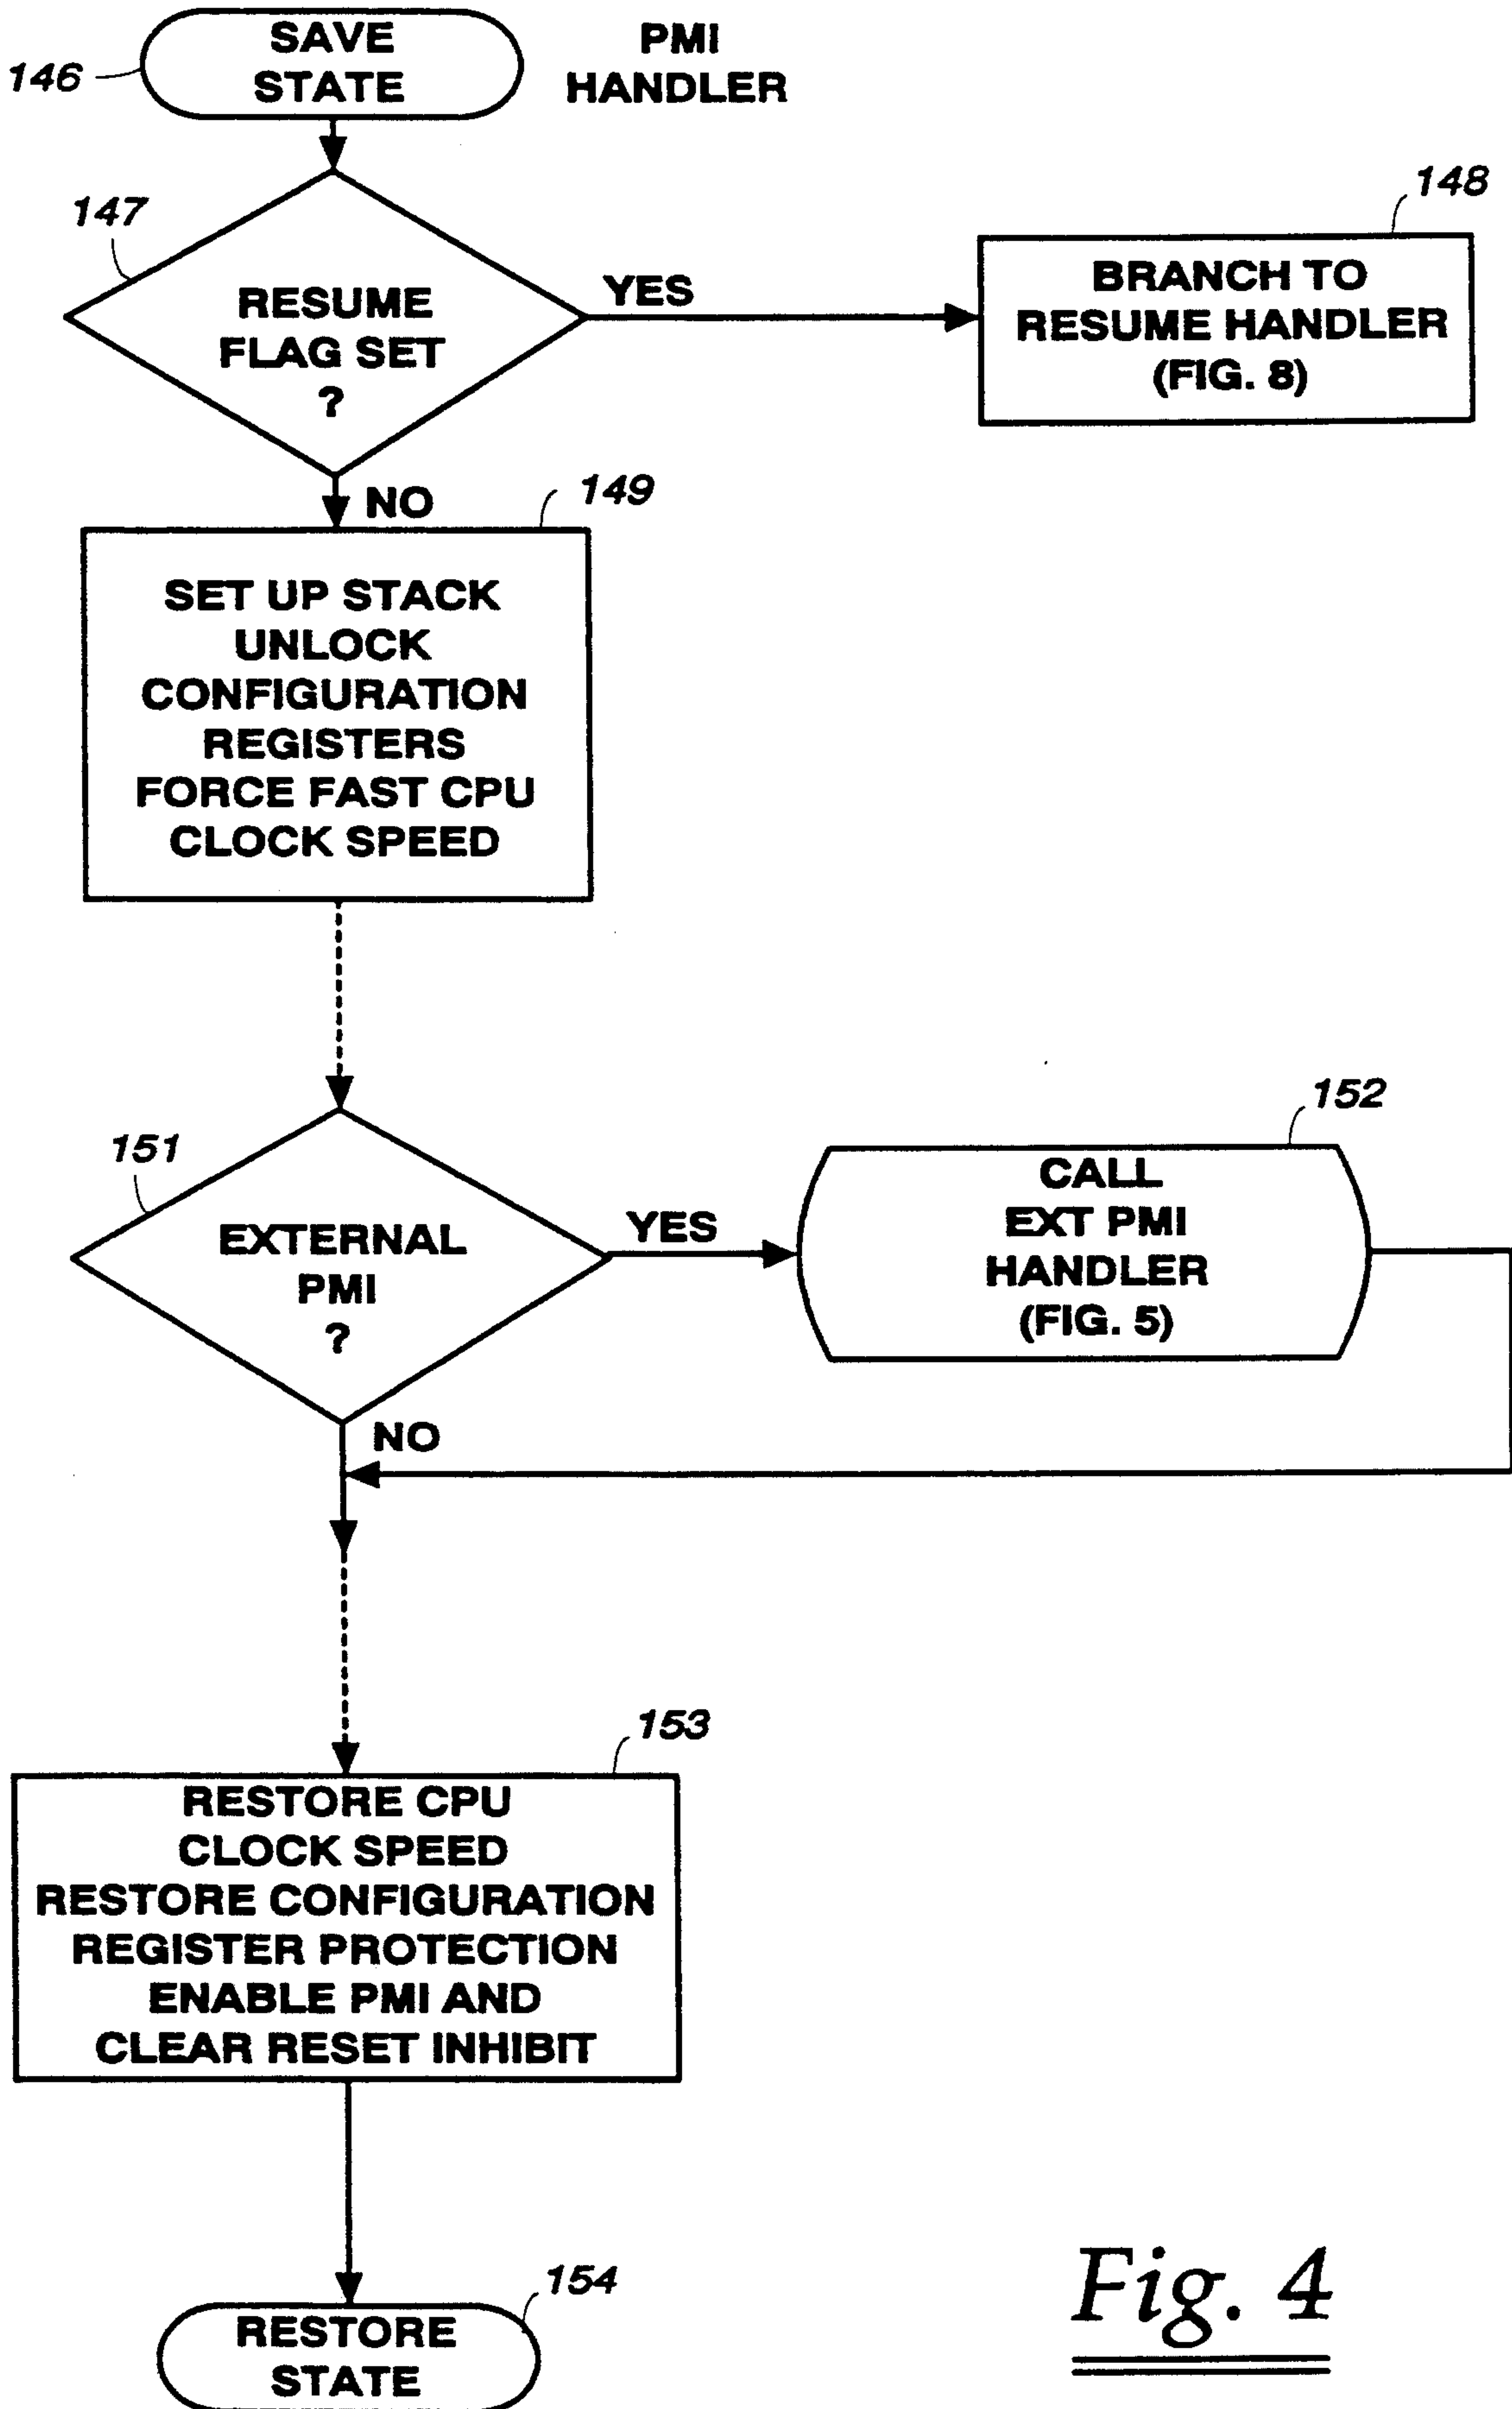 SAVE
STATE
PMI
HANDLER
146
147
RESUME
FLAG SET
?
YES
148
BRANCH TO
RESUME HANDLER
(FIG. 8)
NO
149
SET UP STACK
UNLOCK
CONFIGURATION
REGISTERS
FORCE FAST CPU
CLOCK SPEED
151
EXTERNAL
PMI
?
YES
152
CALL
EXT PMI
HANDLER
(FIG. 5)
NO
153
RESTORE CPU
CLOCK SPEED
RESTORE CONFIGURATION
REGISTER PROTECTION
ENABLE PMI AND
CLEAR RESET INHIBIT
154
RESTORE
STATE
Fig. 4